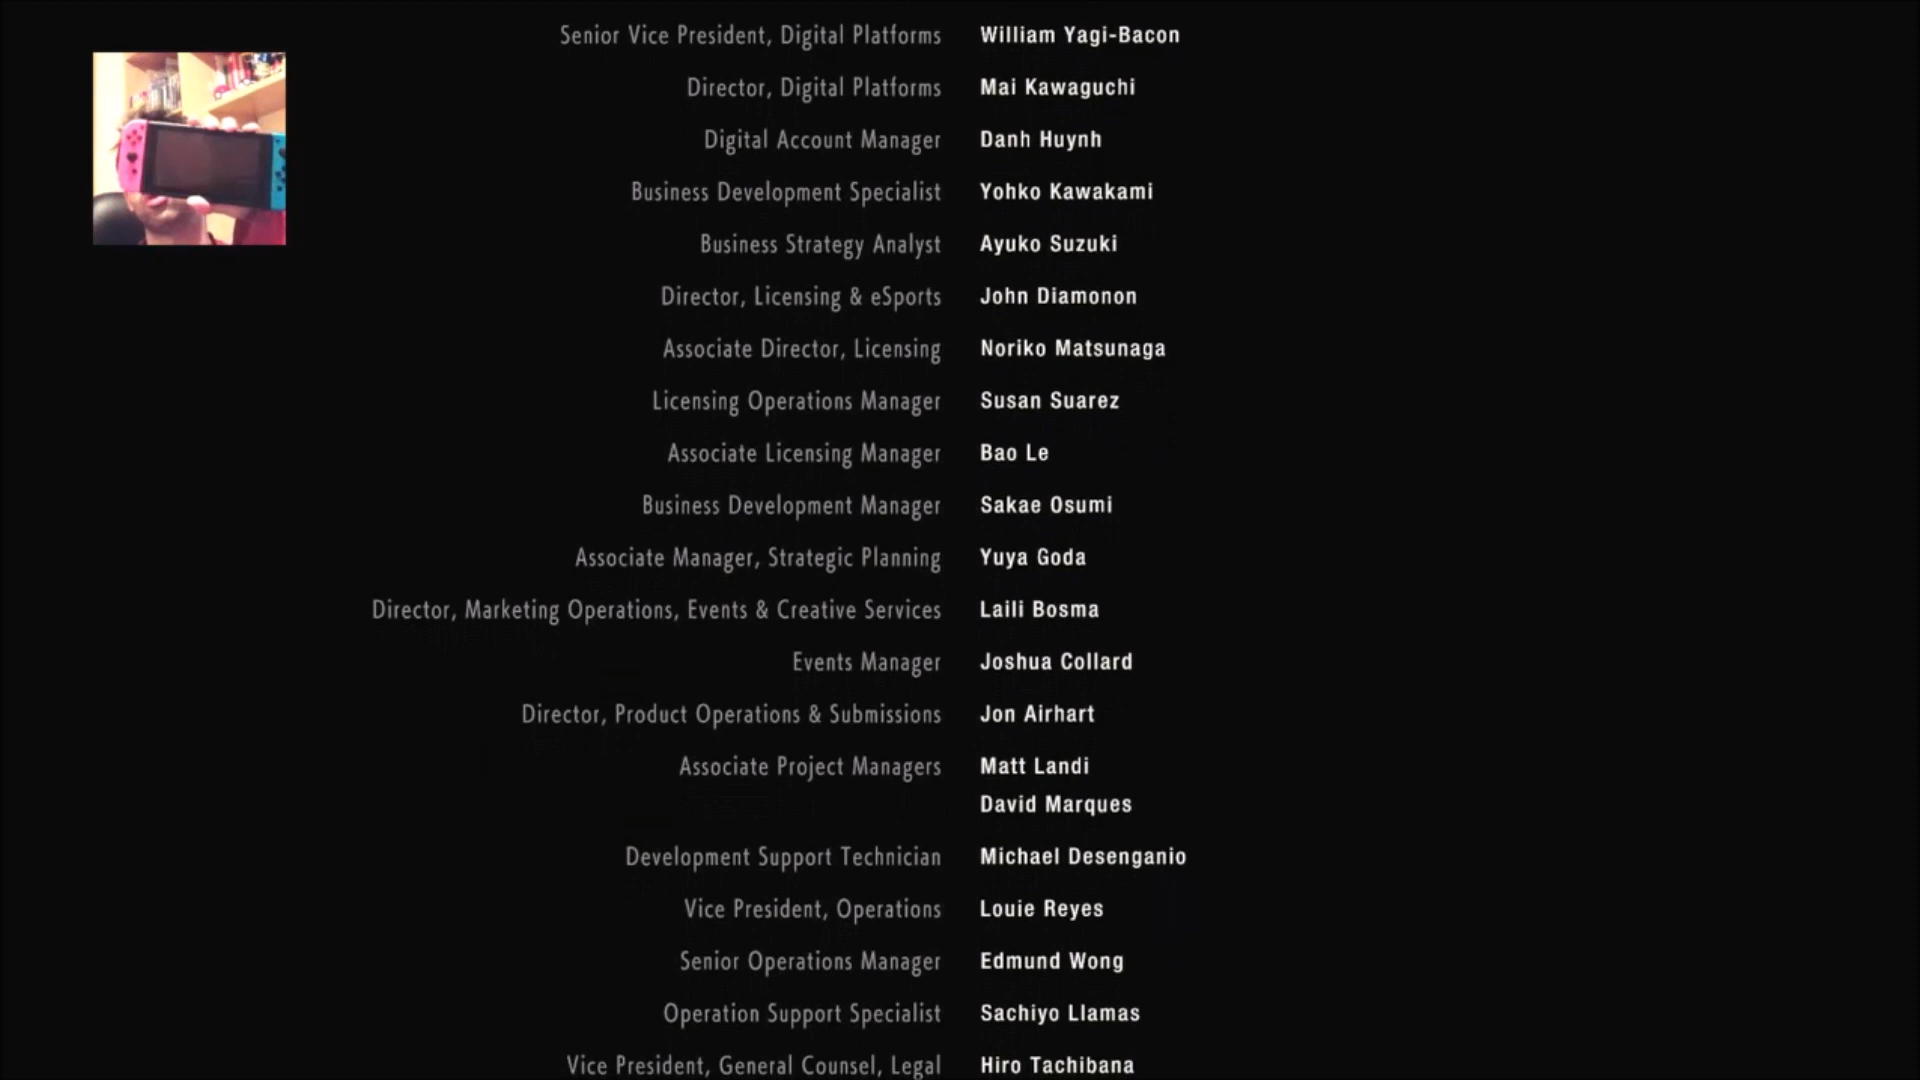 Senior Vice President, Digital Platforms William Yagi-Bacon
Director, Digital Platforms Mai Kawaguchi
Digital Account Manager Danh Huynh
Business Development Specialist Yohko Kawakami
Business Strategy Analyst Ayuko Suzuki
Director, Licensing & eSports John Diamonon
Associate Director, Licensing Noriko Matsunaga
Licensing Operations Manager Susan Suarez
Associate Licensing Manager Bao Le
Business Development Manager Sakae Osumi
Associate Manager, Strategic Planning Yuya Goda
Director, Marketing Operations, Events & Creative Services Laili Bosma
Events Manager Joshua Collard
Director, Product Operations & Submissions Jon Airhart
Associate Project Managers Matt Landi
David Marques
Development Support Technician Michael Desenganio
Vice President, Operations Louie Reyes
Senior Operations Manager Edmund Wong
Operation Support Specialist Sachiyo Llamas
Vice President, General Counsel, Legal Hiro Tachibana